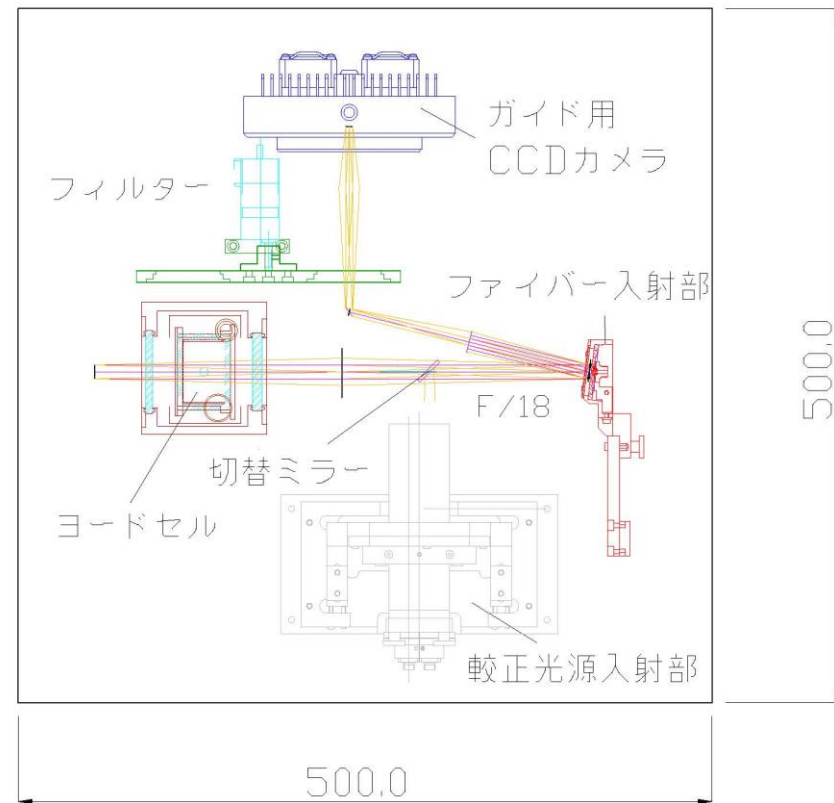 ガイド用
CCDカメラ
フィルター
ファイバー入射部
F/18
切替ミラー
ヨードセル
較正光源入射部
500.0
500.0